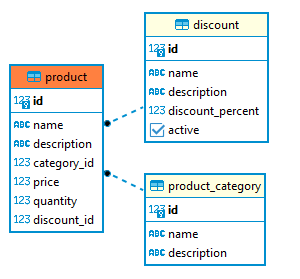 product
123 id
ABC name
ABC description
123 category_id
123 price
123 quantity
123 discount_id
discount
123 id
ABC name
ABC description
123 discount_percent
active
product_category
123 id
ABC name
ABC description